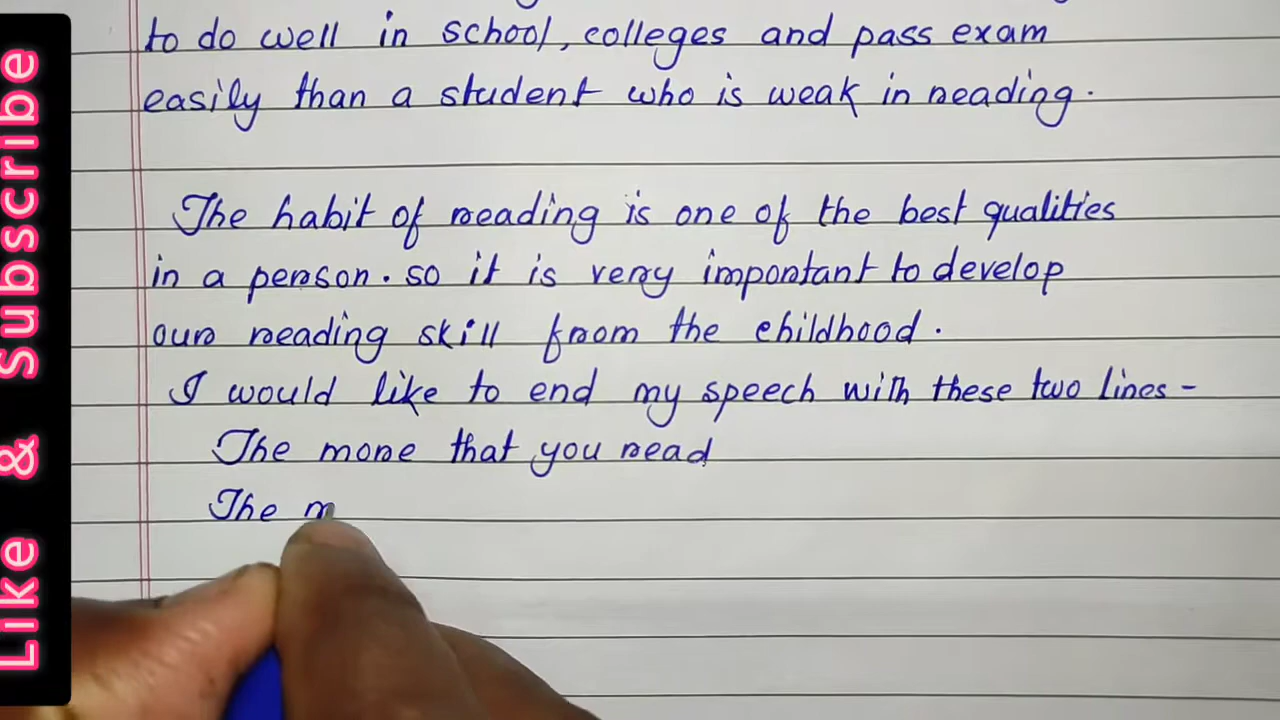 to do well in school, colleges and pass exam
easily than a student who is weak in reading.
The habit of reading is one of the best qualities
in a person. so it is very important to develop
our reading skill from the childhood.
I would like to end my speech with these two lines -
The more that you read
The m
Like & Subscribe